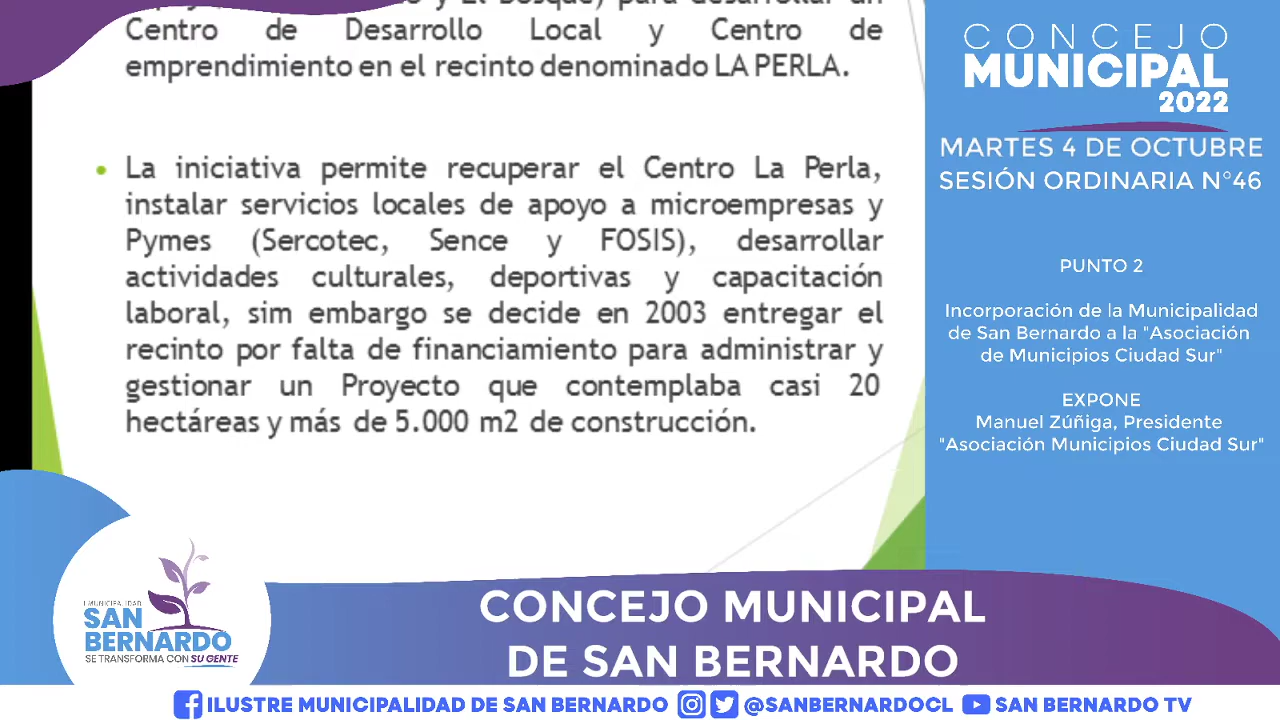 y El Bosque) para desarrollar un
Centro de Desarrollo Local y Centro de
emprendimiento en el recinto denominado LA PERLA.
• La iniciativa permite recuperar el Centro La Perla,
instalar servicios locales de apoyo a microempresas y
Pymes (Sercotec, Sence y FOSIS), desarrollar
actividades culturales, deportivas y capacitación
laboral, sim embargo se decide en 2003 entregar el
recinto por falta de financiamiento para administrar y
gestionar un Proyecto que contemplaba casi 20
hectáreas y más de 5.000 m2 de construcción.
CONCEJO
MUNICIPAL
2022
MARTES 4 DE OCTUBRE
SESIÓN ORDINARIA N°46
PUNTO 2
Incorporación de la Municipalidad
de San Bernardo a la "Asociación
de Municipios Ciudad Sur"
EXPONE
Manuel Zúñiga, Presidente
"Asociación Municipios Ciudad Sur"
I. MUNICIPALIDAD
SAN
BERNARDO
SE TRANSFORMA CON SU GENTE
CONCEJO MUNICIPAL
DE SAN BERNARDO
ILUSTRE MUNICIPALIDAD DE SAN BERNARDO @SANBERNARDOCL SAN BERNARDO TV